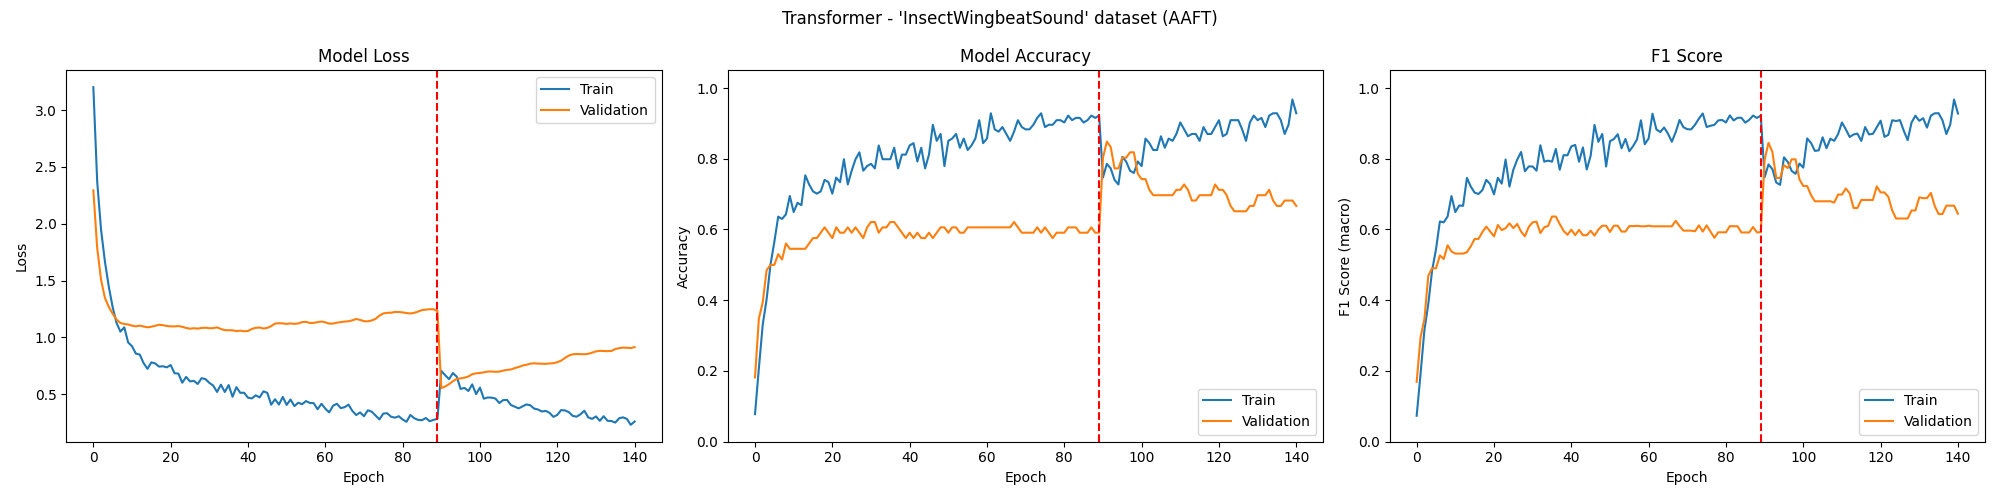 Transformer - 'InsectWingbeatSound' dataset (AAFT)
Model Loss
Loss
3.0
2.5
2.0
1.5
1.0
0.5
0 20 40 60 80 100 120 140
Epoch
Train
Validation
Model Accuracy
Accuracy
1.0
0.8
0.6
0.4
0.2
0.0
0 20 40 60 80 100 120 140
Epoch
Train
Validation
F1 Score
F1 Score (macro)
1.0
0.8
0.6
0.4
0.2
0.0
0 20 40 60 80 100 120 140
Epoch
Train
Validation